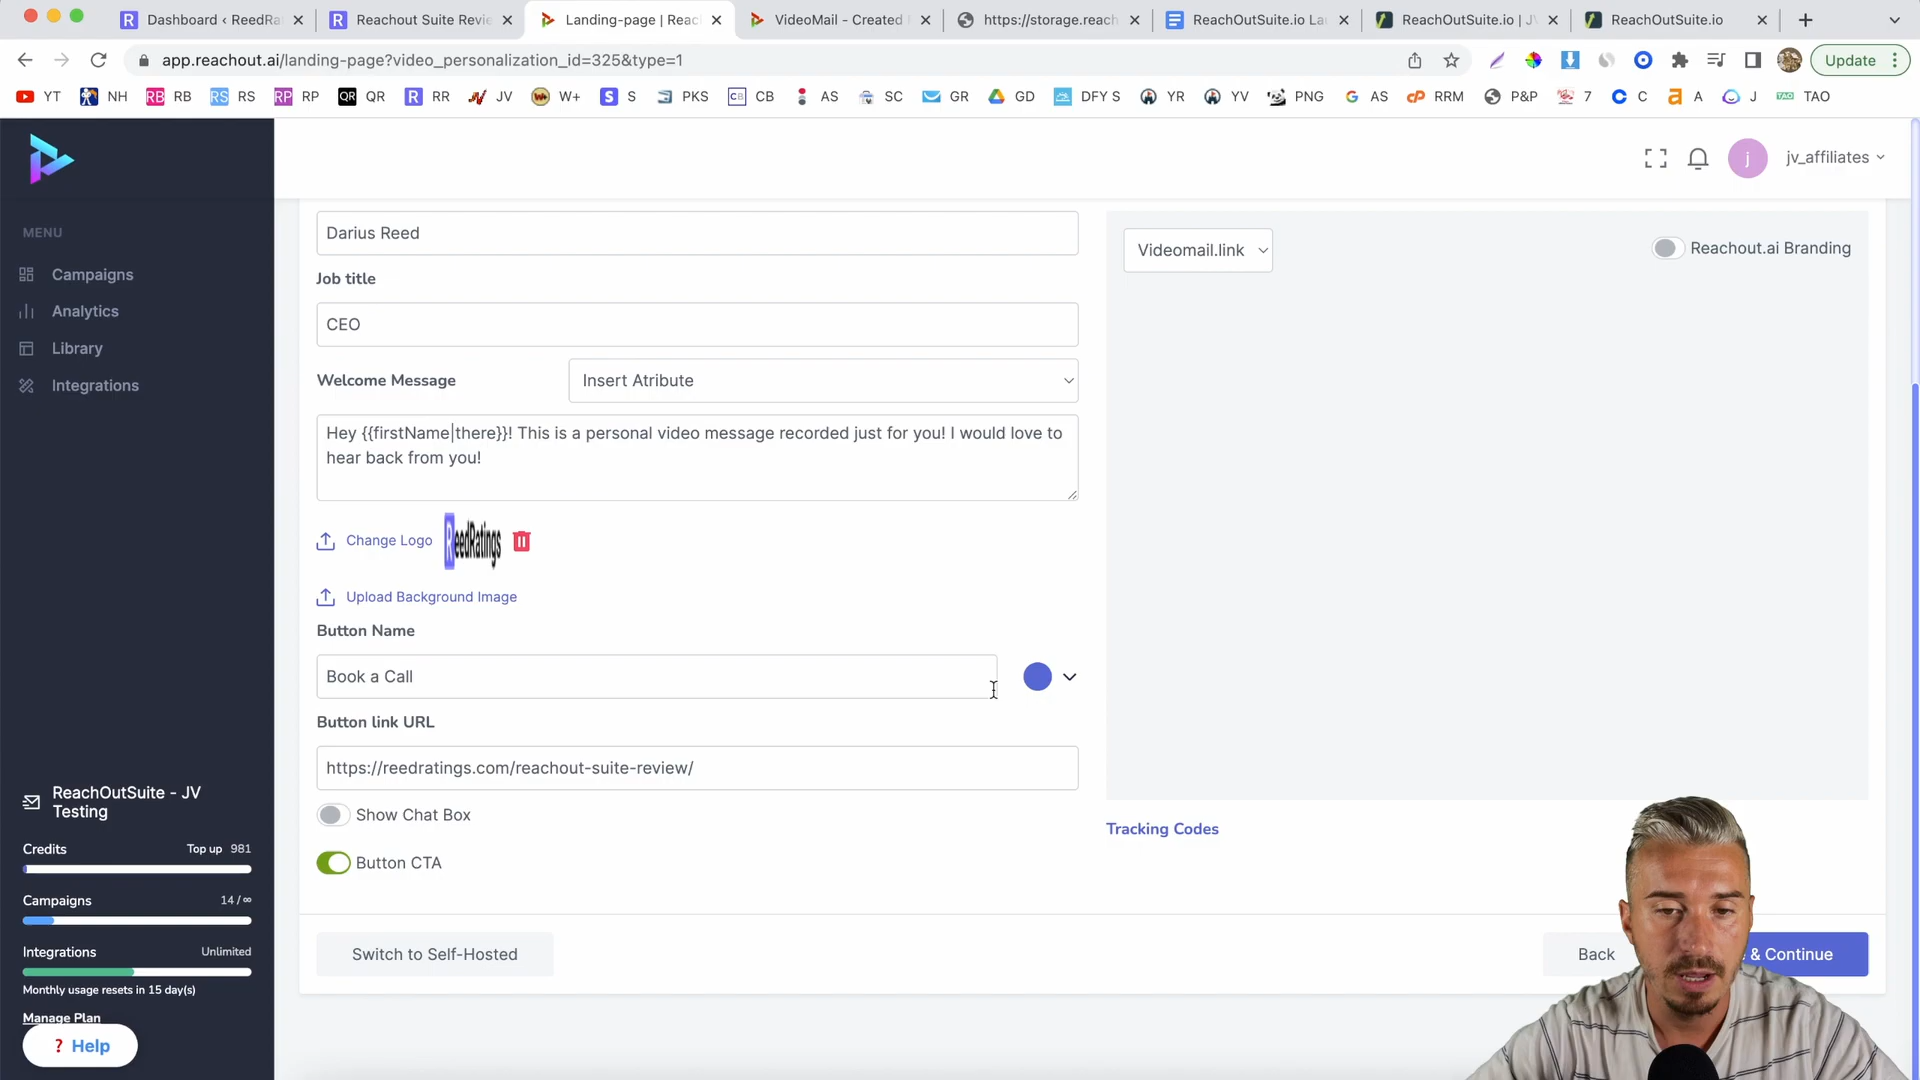 Dashboard ‹ ReedRa
Reachout Suite Revie
Landing-page | Reac
VideoMail - Created
https://storage.reach
ReachOutSuite.io La
ReachOutSuite.io | J
ReachOutSuite.io
app.reachout.ai/landing-page?video_personalization_id=325&type=1
Update
YT
NH
RB RB
RS RS
RP RP
QR QR
R RR
JV
W+
S S
PKS
CB CB
AS
SC
GR
GD
DFY S
YR
YV
PNG
AS
RRM
P&P
7
C
A
J
TAO TAO
j
jv_affiliates
MENU
Campaigns
Analytics
Library
Integrations
ReachOutSuite - JV
Testing
Credits
Top up 981
Campaigns
14 / ∞
Integrations
Unlimited
Monthly usage resets in 15 day(s)
Manage Plan
? Help
Darius Reed
Job title
CEO
Welcome Message
Insert Atribute
Hey {{firstName|there}}! This is a personal video message recorded just for you! I would love to
hear back from you!
Change Logo
ReedRatings
Upload Background Image
Button Name
Book a Call
Button link URL
https://reedratings.com/reachout-suite-review/
Show Chat Box
Button CTA
Switch to Self-Hosted
Videomail.link
Reachout.ai Branding
Tracking Codes
Back
& Continue